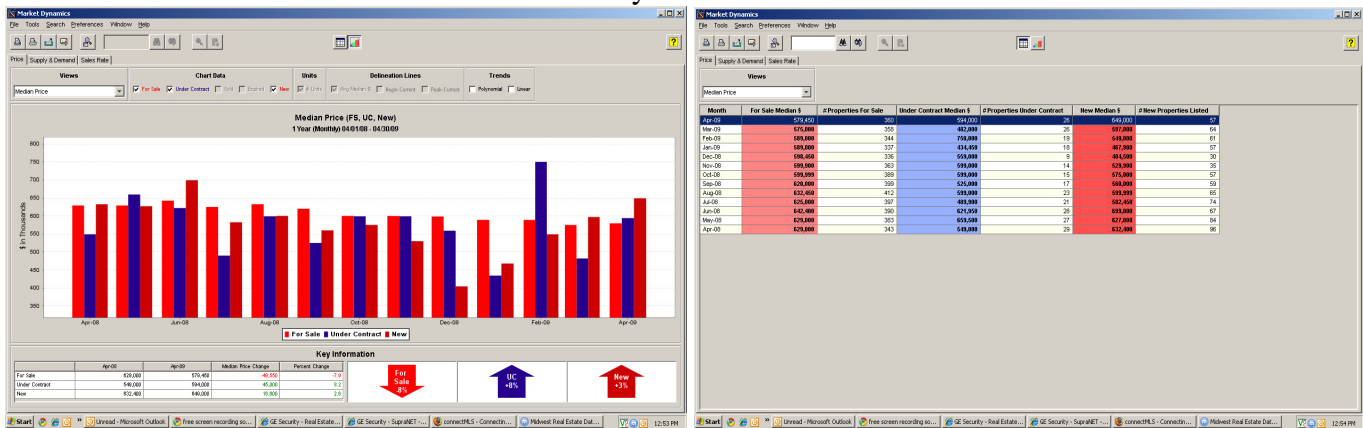 Market Dynamics
File Tools Search Preferences Window Help
Price Supply & Demand Sales Rate
Views Chart Data Units Delineation Lines Trends
Median Price For Sale Under Contract Sold Expired New # Units Avg Median $ Begin-Current Peak-Current Polynomial Linear
Median Price (FS, UC, New)
1 Year (Monthly) 04/01/08 - 04/30/09
$ in Thousands
800
750
700
650
600
550
500
450
400
350
Apr-08 Jun-08 Aug-08 Oct-08 Dec-08 Feb-09 Apr-09
For Sale Under Contract New
Key Information
Apr-08 Apr-09 Median Price Change Percent Change
For Sale 629,000 579,450 -49,550 -7.9
Under Contract 549,000 594,000 45,000 8.2
New 632,400 649,000 16,600 2.6
For Sale -8%
UC +8%
New +3%
Start Unread - Microsoft Outlook free screen recording so... GE Security - Real Estate... GE Security - SupraNET -... connectMLS - Connectin... Midwest Real Estate Dat... 12:53 PM
Market Dynamics
File Tools Search Preferences Window Help
Price Supply & Demand Sales Rate
Views
Median Price
Month For Sale Median $ # Properties For Sale Under Contract Median $ # Properties Under Contract New Median $ # New Properties Listed
Apr-09 579,450 360 594,000 26 649,000 57
Mar-09 575,000 358 482,000 26 597,000 64
Feb-09 589,000 344 750,000 19 549,000 61
Jan-09 589,000 337 434,450 18 467,900 57
Dec-08 598,450 336 559,000 9 404,500 30
Nov-08 599,900 363 599,000 14 529,900 35
Oct-08 599,999 389 599,000 15 575,000 57
Sep-08 620,000 399 525,000 17 560,000 59
Aug-08 632,450 412 599,000 23 599,999 65
Jul-08 625,000 397 489,900 21 582,450 74
Jun-08 642,400 390 621,950 28 699,000 67
May-08 629,000 383 659,500 27 627,000 84
Apr-08 629,000 343 549,000 29 632,400 96
Start Unread - Microsoft Outlook free screen recording so... GE Security - Real Estate... GE Security - SupraNET -... connectMLS - Connectin... Midwest Real Estate Dat... 12:54 PM